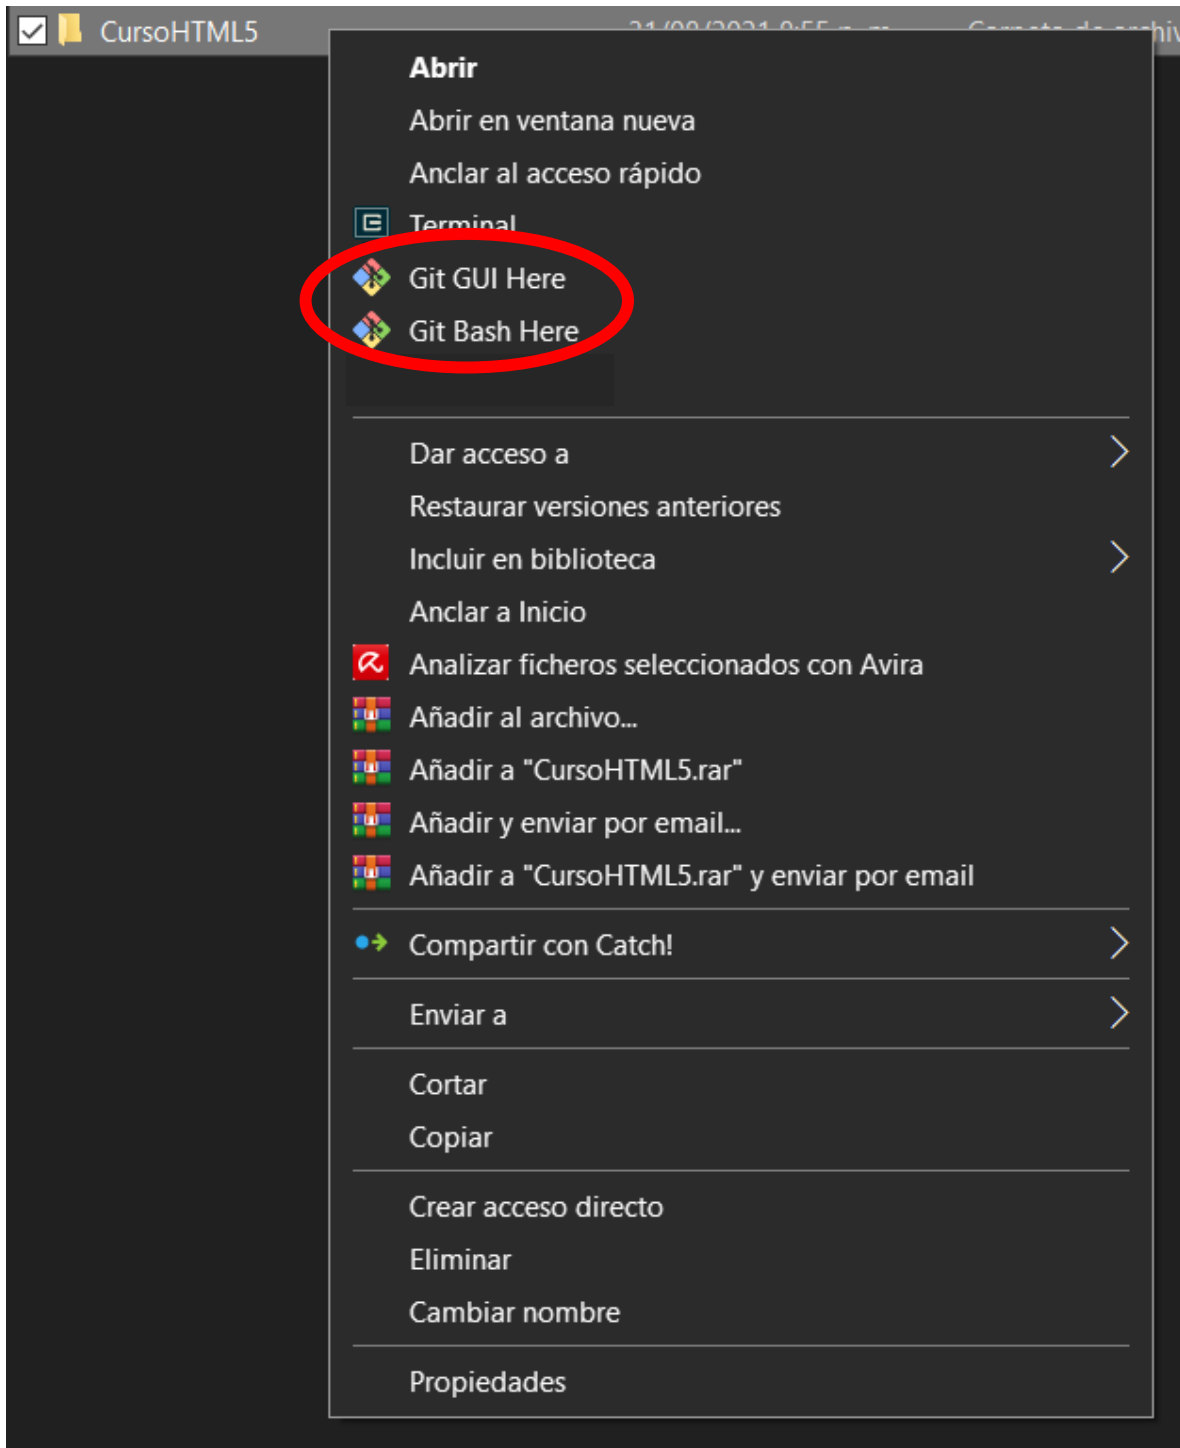 CursoHTML5
Abrir
Abrir en ventana nueva
Anclar al acceso rápido
Terminal
Git GUI Here
Git Bash Here
Dar acceso a
Restaurar versiones anteriores
Incluir en biblioteca
Anclar a Inicio
Analizar ficheros seleccionados con Avira
Añadir al archivo...
Añadir a "CursoHTML5.rar"
Añadir y enviar por email...
Añadir a "CursoHTML5.rar" y enviar por email
Compartir con Catch!
Enviar a
Cortar
Copiar
Crear acceso directo
Eliminar
Cambiar nombre
Propiedades